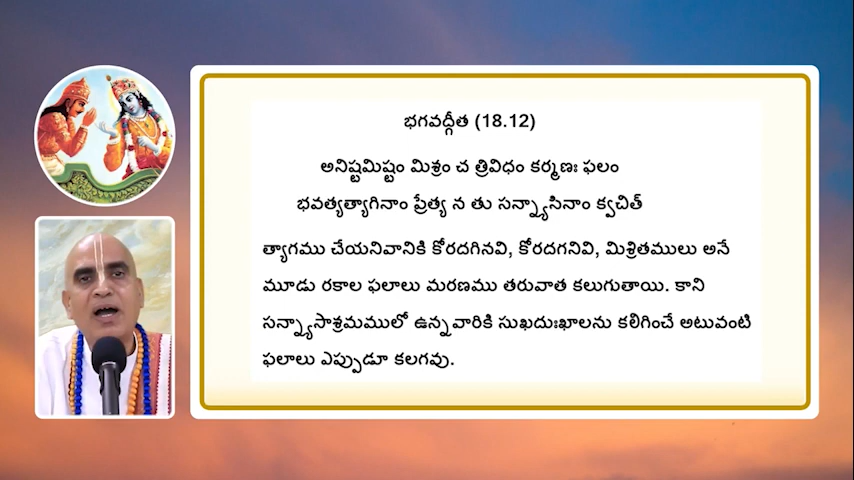 భగవద్గీత (18.12)
అనిష్టమిష్టం మిశ్రం చ త్రివిధం కర్మణః ఫలం
భవత్యత్యాగినాం ప్రేత్య న తు సన్న్యాసినాం క్వచిత్
త్యాగము చేయనివానికి కోరదగినవి, కోరదగనివి, మిశ్రితములు అనే
మూడు రకాల ఫలాలు మరణము తరువాత కలుగుతాయి. కాని
సన్న్యాసాశ్రమములో ఉన్నవారికి సుఖదుఃఖాలను కలిగించే అటువంటి
ఫలాలు ఎప్పుడూ కలగవు.